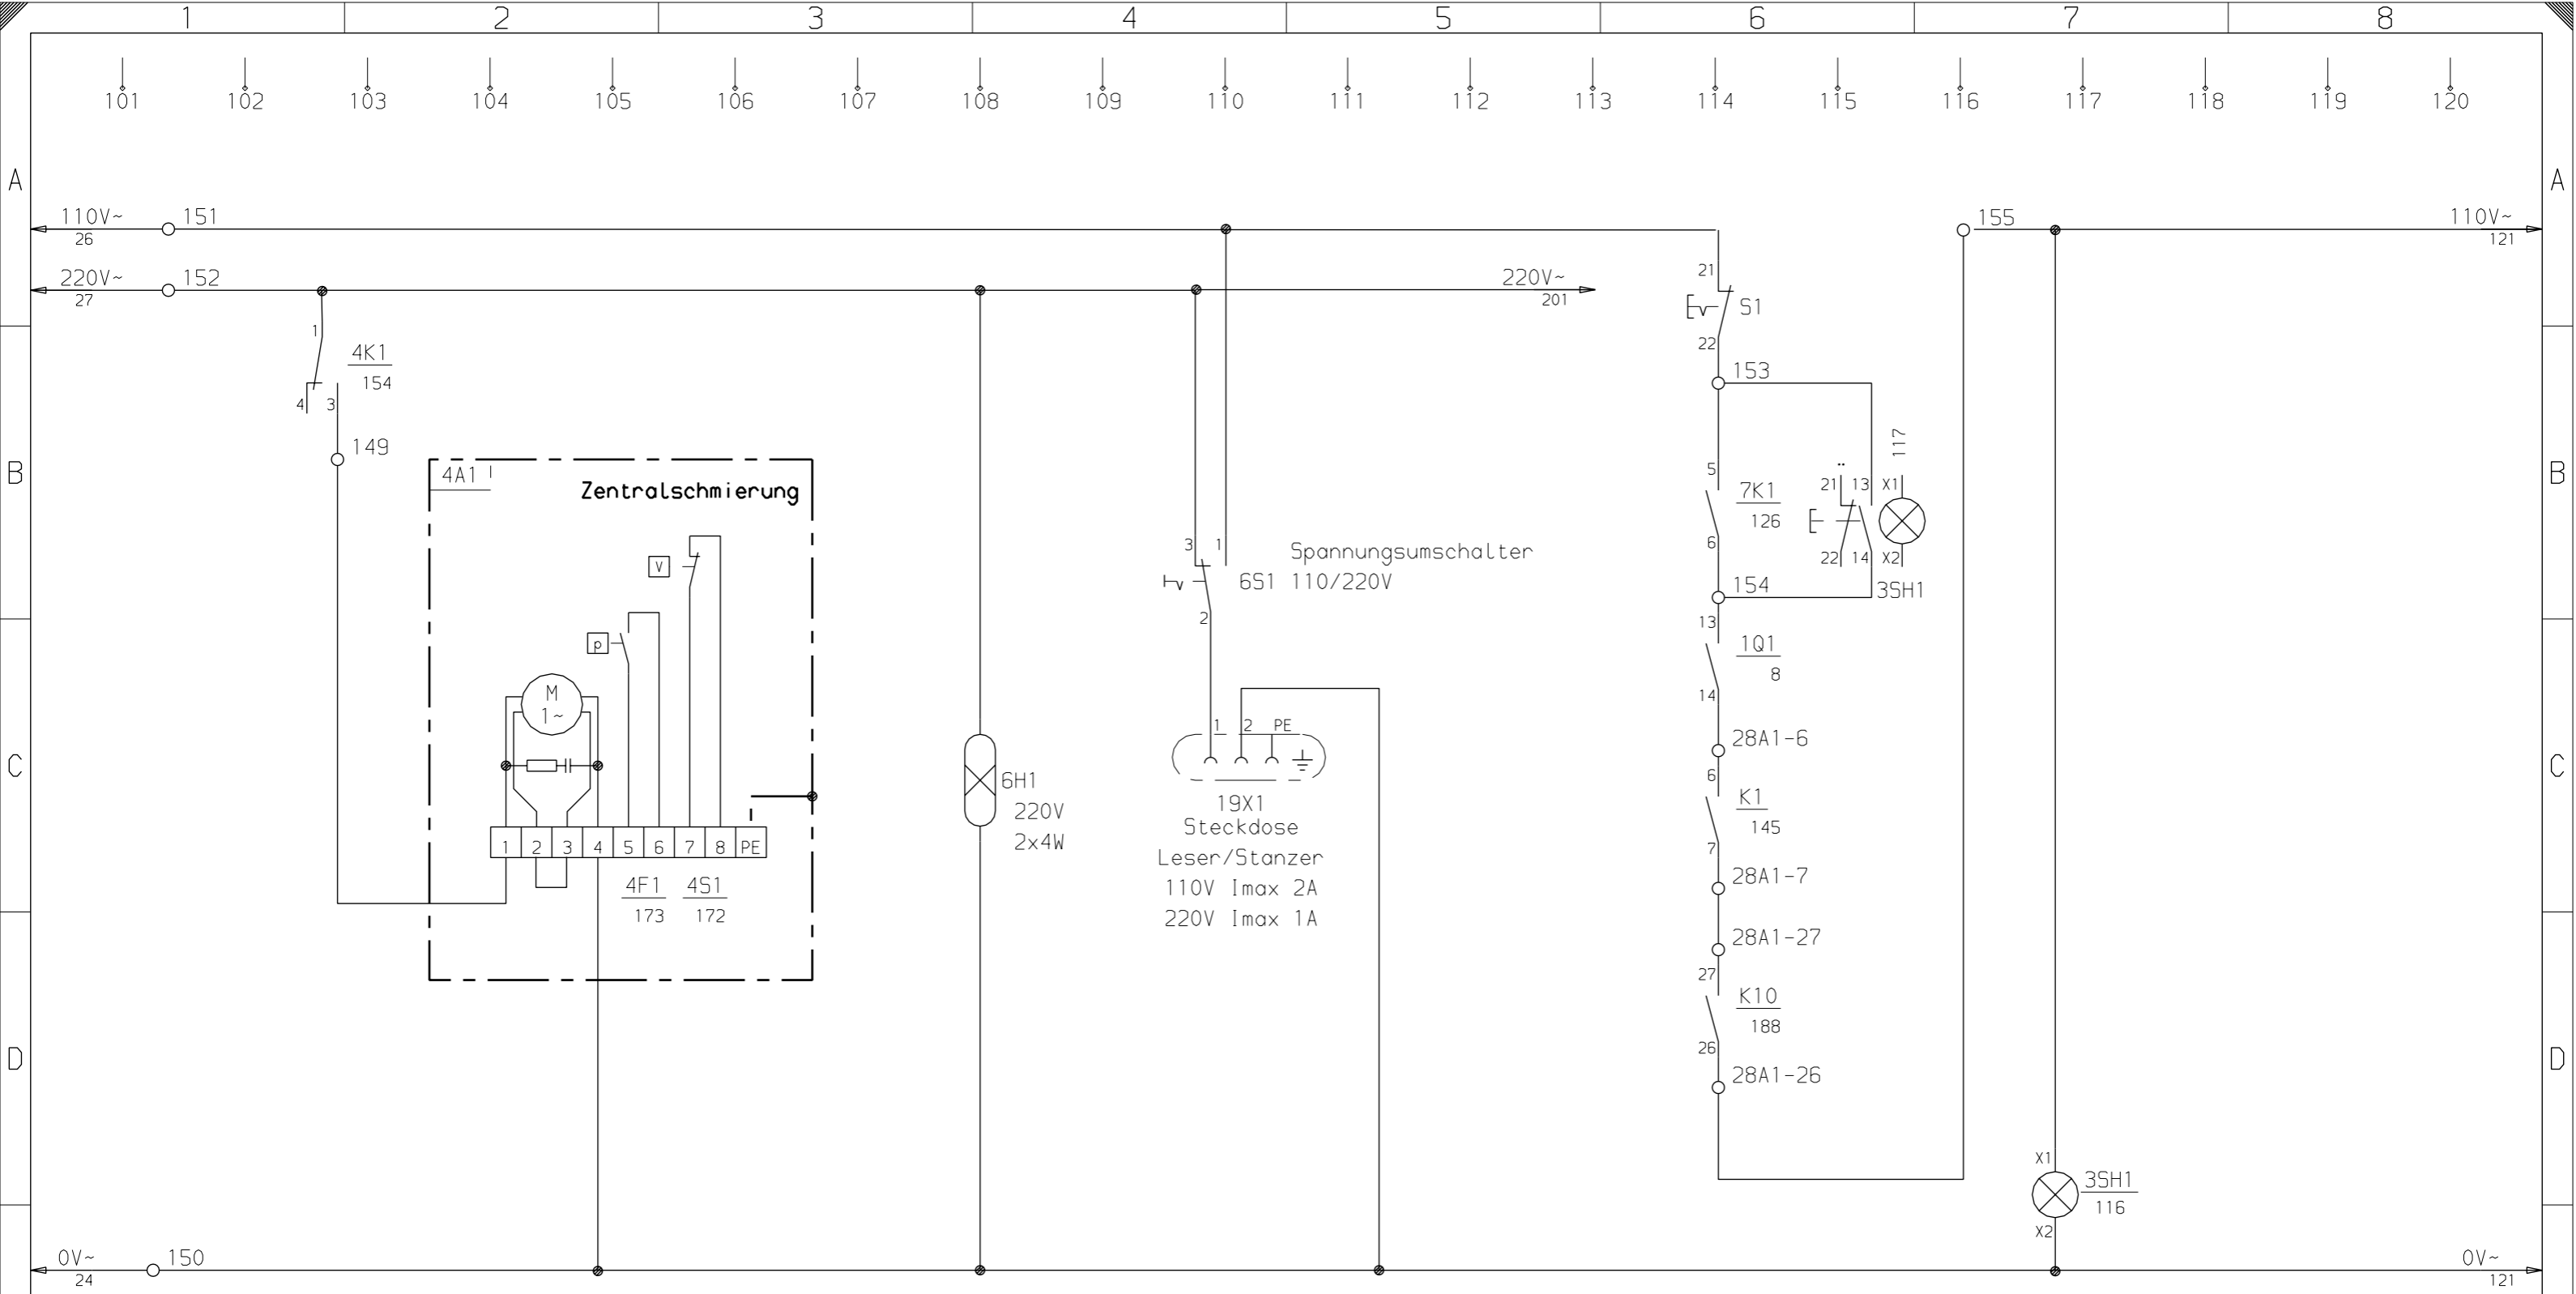 1 2 3 4 5 6 7 8
101 102 103 104 105 106 107 108 109 110 111 112 113 114 115 116 117 118 119 120
A A
110V~ 151 155 110V~
26 121
220V~ 152 220V~
27 201
21
S1
22
1
4K1
154
4 3
153
149
117
B B
4A1
Zentralschmierung
5
7K1
126
6
21 13 X1
22 14 X2
3SH1
154
3 1
Spannungsumschalter
6S1 110/220V
2
V
p
M
1~
13
1Q1
8
14
1 2 PE
28A1-6
C C
6H1
220V
2x4W
19X1
Steckdose
Leser/Stanzer
110V Imax 2A
220V Imax 1A
6
K1
145
7
1 2 3 4 5 6 7 8 PE
4F1 4S1
173 172
28A1-7
28A1-27
27
K10
188
26
D D
28A1-26
X1
3SH1
116
X2
0V~ 150 0V~
24 121